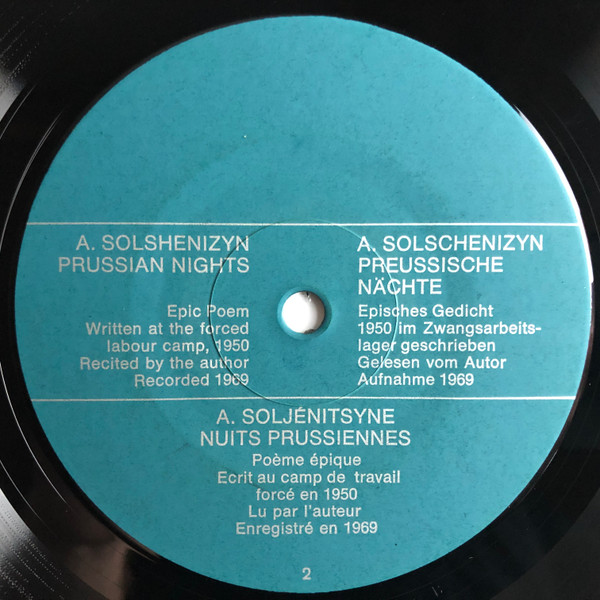 A. SOLSHENIZYN
PRUSSIAN NIGHTS
Epic Poem
Written at the forced
labour camp, 1950
Recited by the author
Recorded 1969
A. SOLSCHENIZYN
PREUSSISCHE
NÄCHTE
Episches Gedicht
1950 im Zwangsarbeits-
lager geschrieben
Gelesen vom Autor
Aufnahme 1969
A. SOLJÉNITSYNE
NUITS PRUSSIENNES
Poème épique
Ecrit au camp de travail
forcé en 1950
Lu par l'auteur
Enregistré en 1969
2